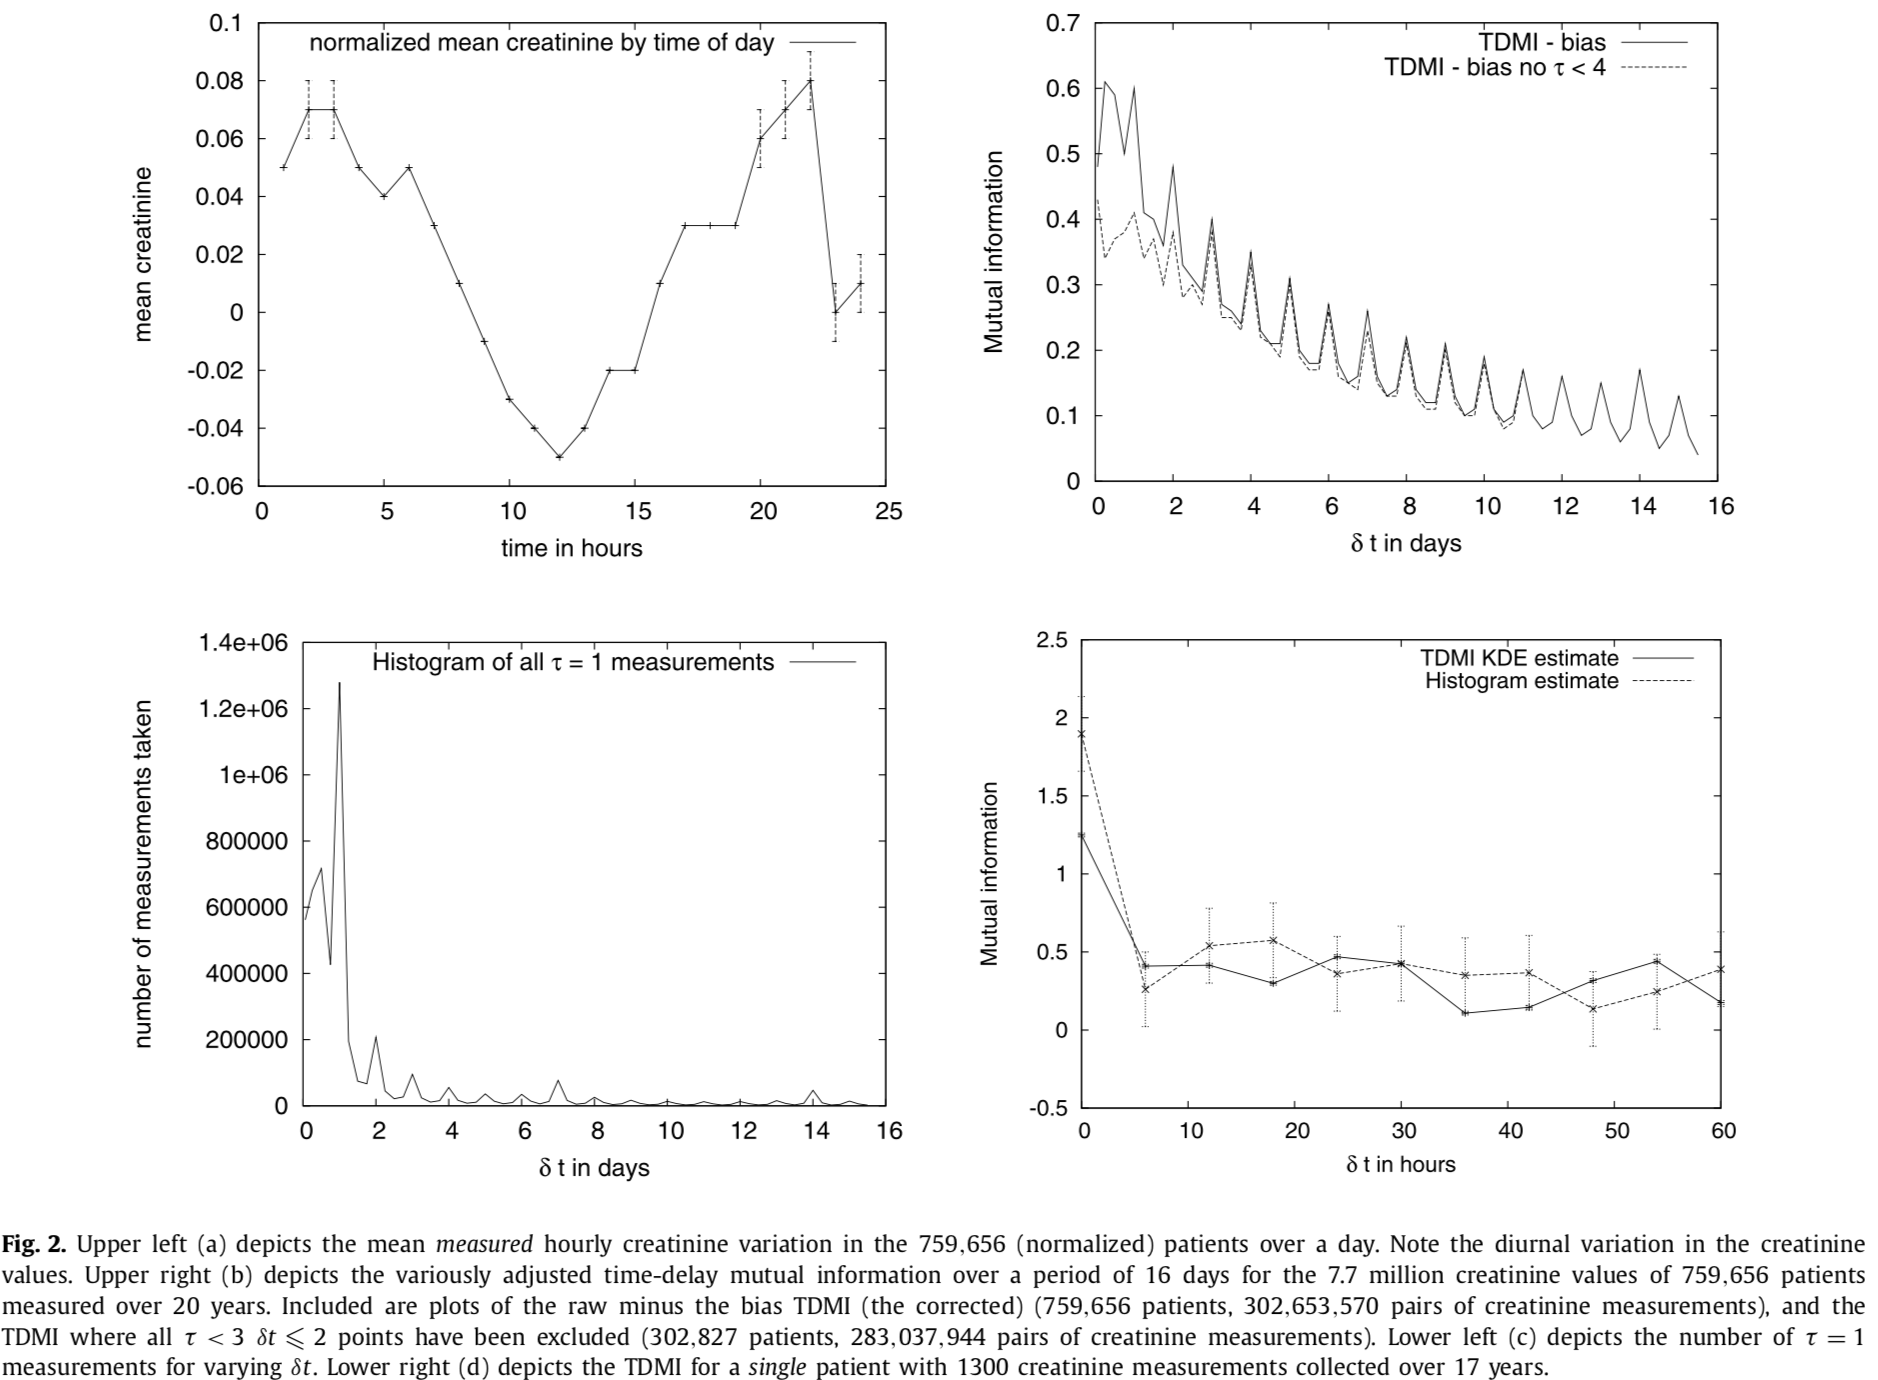 normalized mean creatinine by time of day
0.1
0.08
0.06
0.04
0.02
0
-0.02
-0.04
-0.06
mean creatinine
0 5 10 15 20 25
time in hours
TDMI - bias
TDMI - bias no τ < 4
0.7
0.6
0.5
0.4
0.3
0.2
0.1
0
Mutual information
0 2 4 6 8 10 12 14 16
δ t in days
Histogram of all τ = 1 measurements
1.4e+06
1.2e+06
1e+06
800000
600000
400000
200000
0
number of measurements taken
0 2 4 6 8 10 12 14 16
δ t in days
TDMI KDE estimate
Histogram estimate
2.5
2
1.5
1
0.5
0
-0.5
Mutual information
0 10 20 30 40 50 60
δ t in hours
Fig. 2. Upper left (a) depicts the mean measured hourly creatinine variation in the 759,656 (normalized) patients over a day. Note the diurnal variation in the creatinine
values. Upper right (b) depicts the variously adjusted time-delay mutual information over a period of 16 days for the 7.7 million creatinine values of 759,656 patients
measured over 20 years. Included are plots of the raw minus the bias TDMI (the corrected) (759,656 patients, 302,653,570 pairs of creatinine measurements), and the
TDMI where all τ < 3 δt ⩽ 2 points have been excluded (302,827 patients, 283,037,944 pairs of creatinine measurements). Lower left (c) depicts the number of τ = 1
measurements for varying δt. Lower right (d) depicts the TDMI for a single patient with 1300 creatinine measurements collected over 17 years.